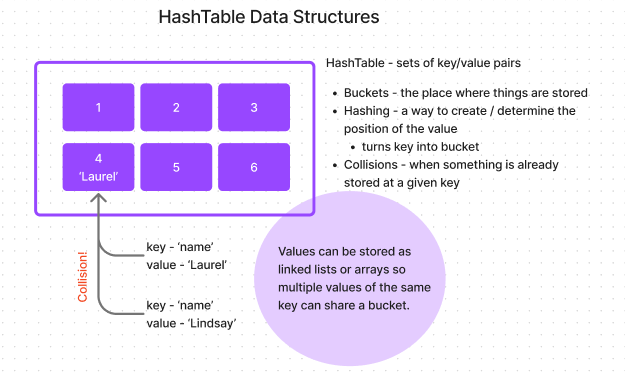 HashTable Data Structures
1
2
3
4
'Laurel'
5
6
HashTable - sets of key/value pairs
• Buckets - the place where things are stored
• Hashing - a way to create / determine the
position of the value
• turns key into bucket
• Collisions - when something is already
stored at a given key
Collision!
key - 'name'
value - 'Laurel'
key - 'name'
value - 'Lindsay'
Values can be stored as
linked lists or arrays so
multiple values of the same
key can share a bucket.